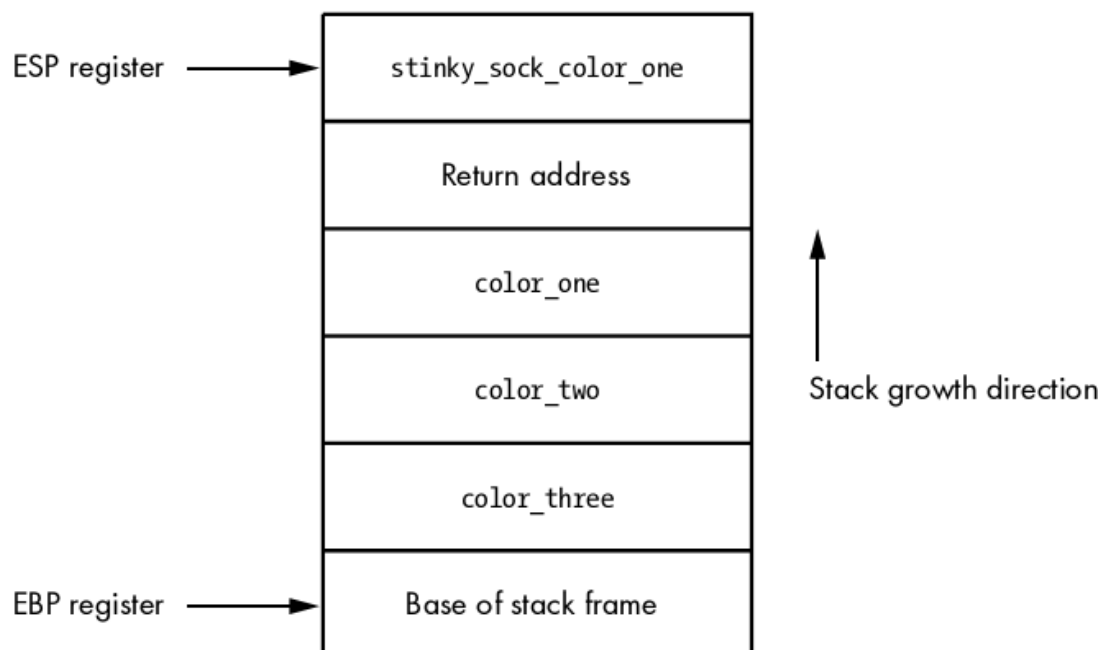 ESP register
stinky_sock_color_one
Return address
color_one
color_two
Stack growth direction
color_three
EBP register
Base of stack frame